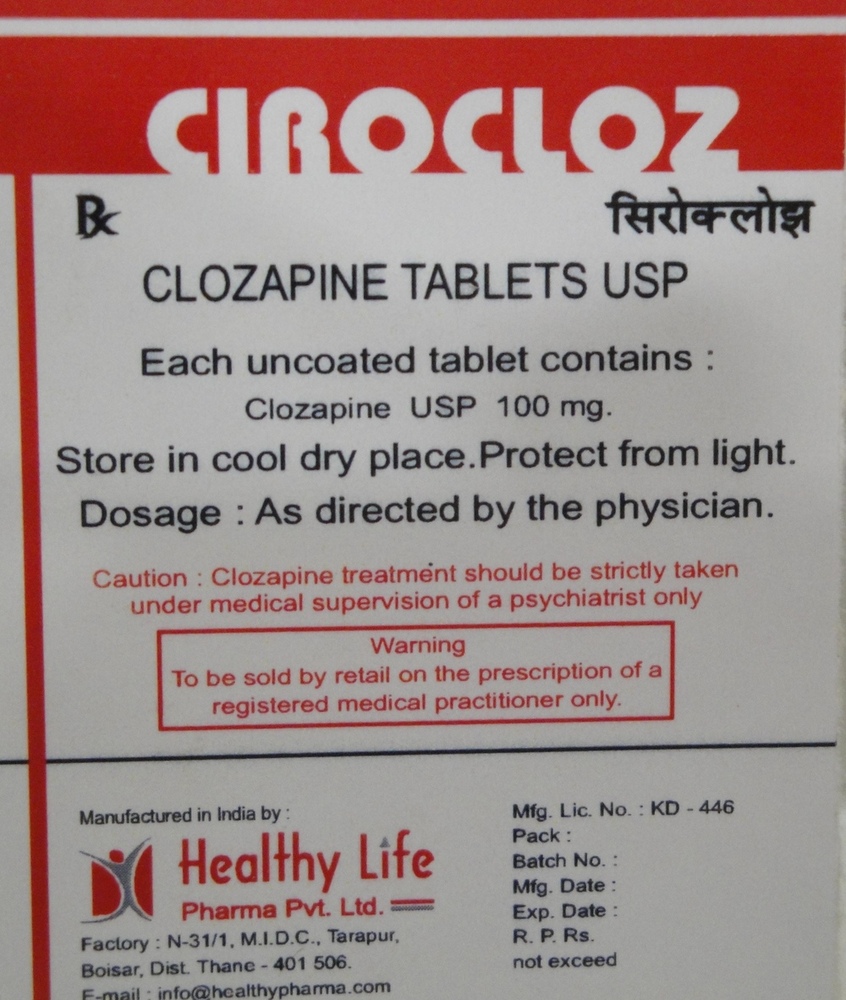 CIROCLOZ
Rx
सिरोक्लोझ
CLOZAPINE TABLETS USP
Each uncoated tablet contains :
Clozapine USP 100 mg.
Store in cool dry place.Protect from light.
Dosage : As directed by the physician.
Caution : Clozapine treatment should be strictly taken
under medical supervision of a psychiatrist only
Warning
To be sold by retail on the prescription of a
registered medical practitioner only.
Manufactured in India by :
Healthy Life
Pharma Pvt. Ltd.
Factory : N-31/1, M.I.D.C., Tarapur,
Boisar, Dist. Thane - 401 506.
E-mail : info@healthypharma.com
Mfg. Lic. No. : KD - 446
Pack :
Batch No. :
Mfg. Date :
Exp. Date :
R. P. Rs.
not exceed